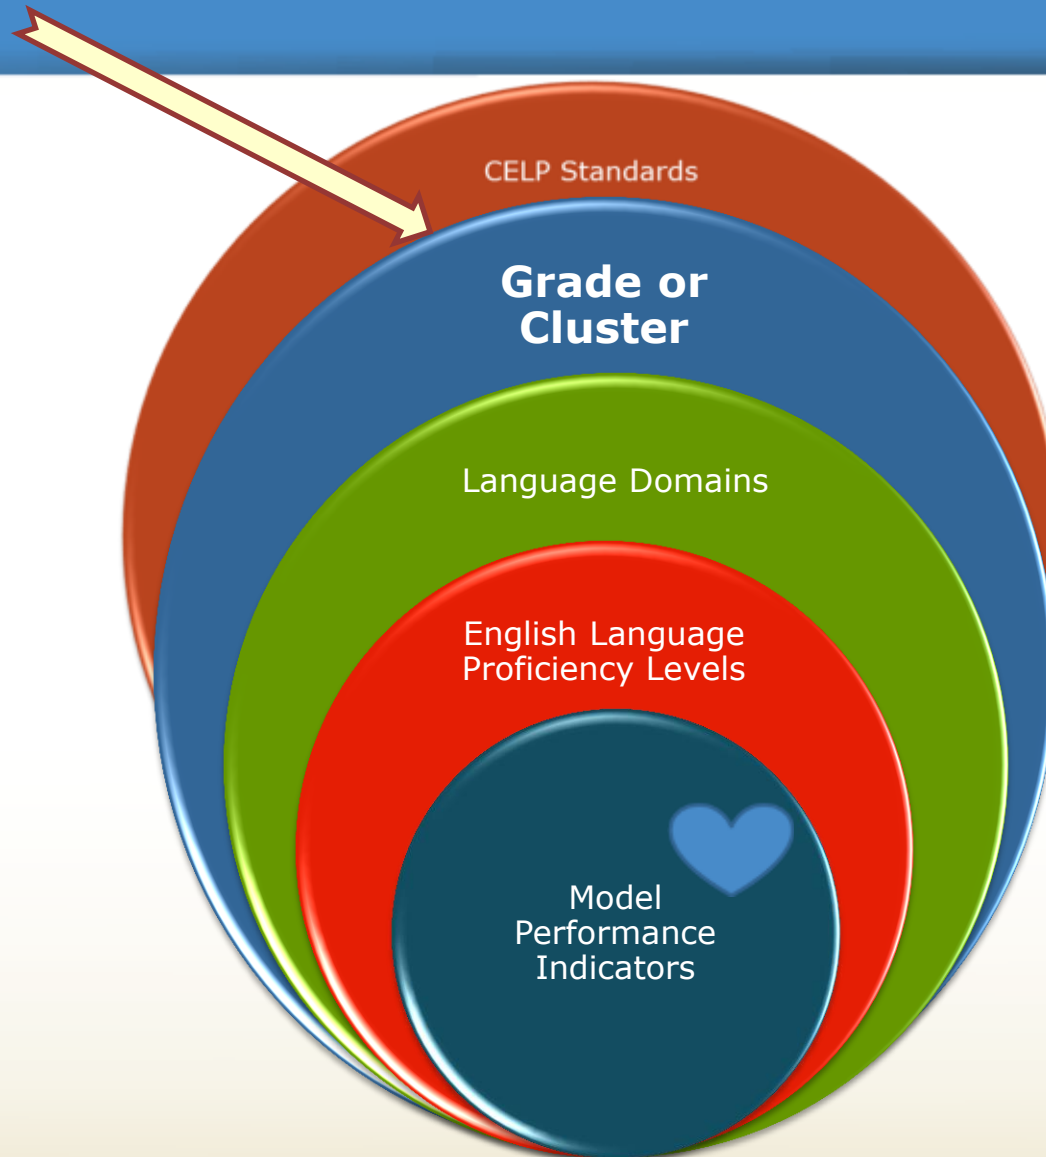 CELP Standards
Grade or
Cluster
Language Domains
English Language
Proficiency Levels
Model
Performance
Indicators